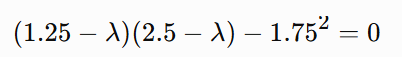 (1.25 − λ)(2.5 − λ) − 1.75² = 0